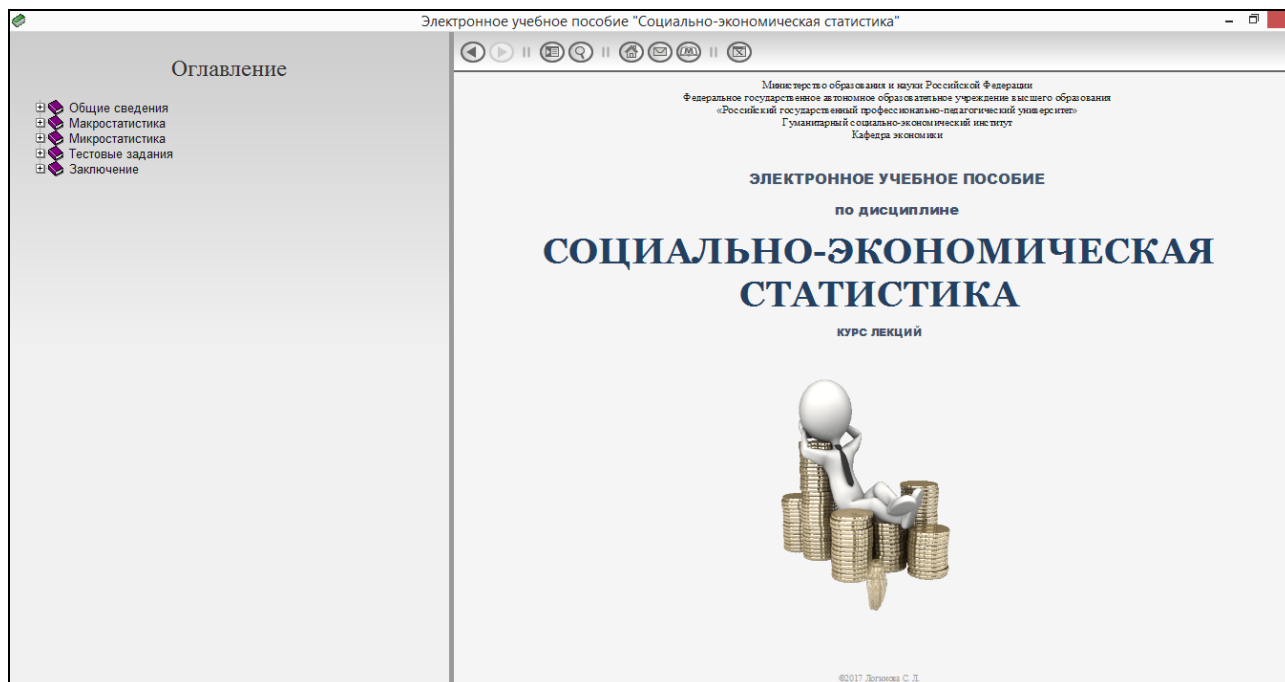 Электронное учебное пособие "Социально-экономическая статистика"
Оглавление
Общие сведения
Макростатистика
Микростатистика
Тестовые задания
Заключение
Министерство образования и науки Российской Федерации
Федеральное государственное автономное образовательное учреждение высшего образования
«Российский государственный профессионально-педагогический университет»
Гуманитарный социально-экономический институт
Кафедра экономики
ЭЛЕКТРОННОЕ УЧЕБНОЕ ПОСОБИЕ
по дисциплине
СОЦИАЛЬНО-ЭКОНОМИЧЕСКАЯ
СТАТИСТИКА
КУРС ЛЕКЦИЙ
©2017 С. Л.